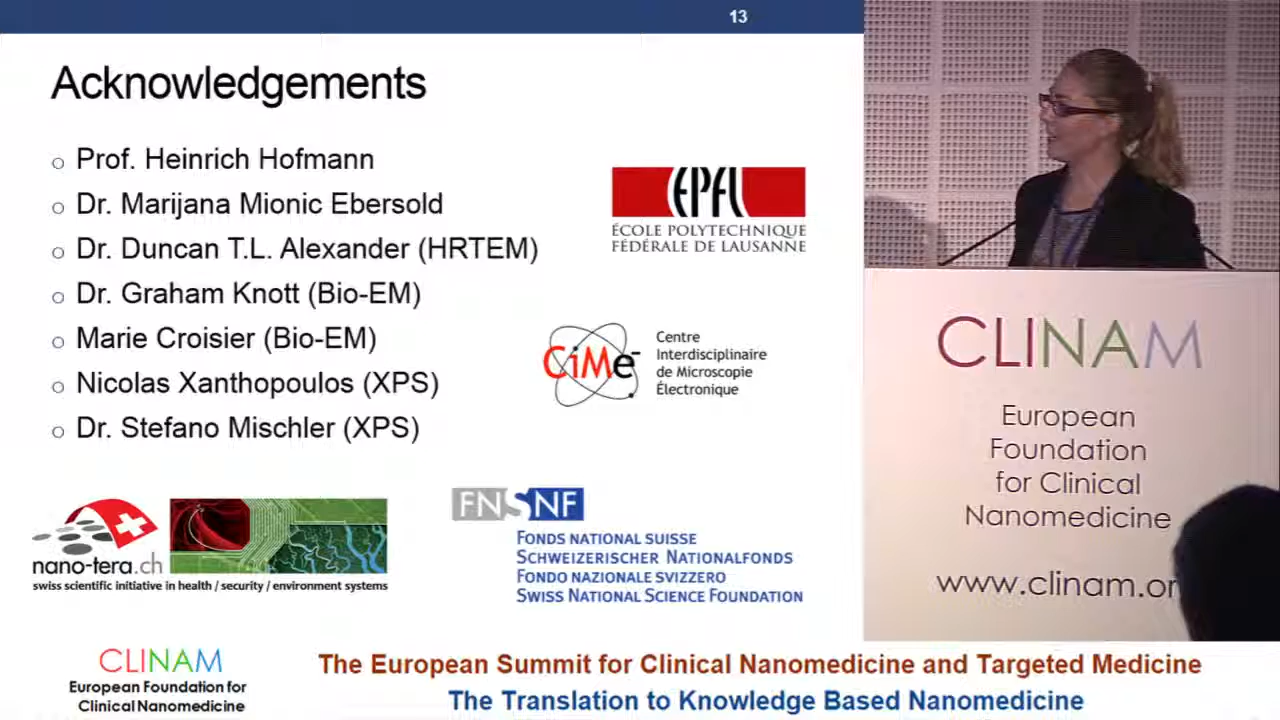 13
Acknowledgements
Prof. Heinrich Hofmann
Dr. Marijana Mionic Ebersold
Dr. Duncan T.L. Alexander (HRTEM)
Dr. Graham Knott (Bio-EM)
Marie Croisier (Bio-EM)
Nicolas Xanthopoulos (XPS)
Dr. Stefano Mischler (XPS)
EPFL
ÉCOLE POLYTECHNIQUE
FÉDÉRALE DE LAUSANNE
CiMe
Centre
Interdisciplinaire
de Microscopie
Électronique
nano-tera.ch
swiss scientific initiative in health / security / environment systems
FNSNF
FONDS NATIONAL SUISSE
SCHWEIZERISCHER NATIONALFONDS
FONDO NAZIONALE SVIZZERO
SWISS NATIONAL SCIENCE FOUNDATION
CLINAM
European
Foundation
for Clinical
Nanomedicine
www.clinam.or
CLINAM
European Foundation for
Clinical Nanomedicine
The European Summit for Clinical Nanomedicine and Targeted Medicine
The Translation to Knowledge Based Nanomedicine